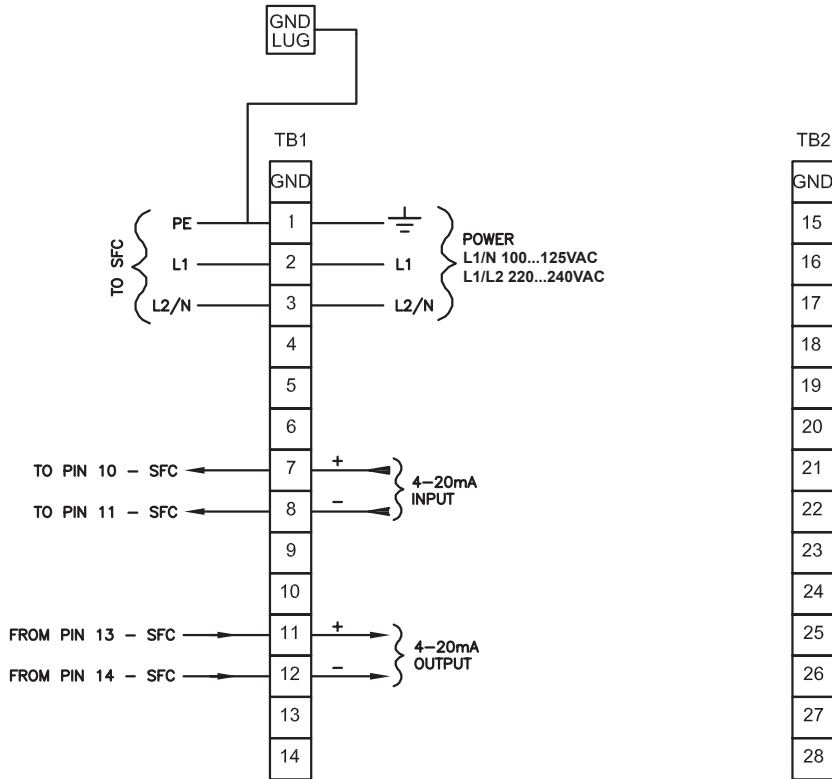 GND
LUG
TB1
TB2
GND
GND
PE
1
15
L1
2
L1
16
L2/N
3
L2/N
17
TO SFC
POWER
L1/N 100...125VAC
L1/L2 220...240VAC
4
18
5
19
6
20
TO PIN 10 – SFC
7
+
21
4–20mA
INPUT
TO PIN 11 – SFC
8
–
22
9
23
10
24
FROM PIN 13 – SFC
11
+
25
4–20mA
OUTPUT
FROM PIN 14 – SFC
12
–
26
13
27
14
28